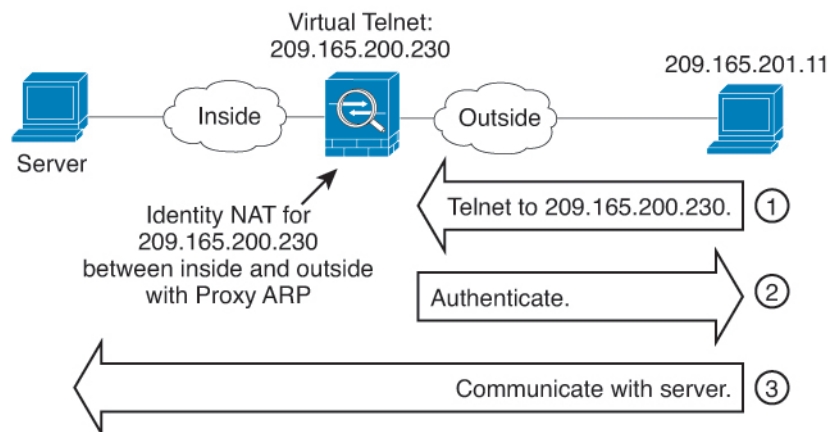 Virtual Telnet:
209.165.200.230
209.165.201.11
Inside
Outside
Server
Identity NAT for
209.165.200.230
between inside and outside
with Proxy ARP
Telnet to 209.165.200.230.
1
Authenticate.
2
Communicate with server.
3